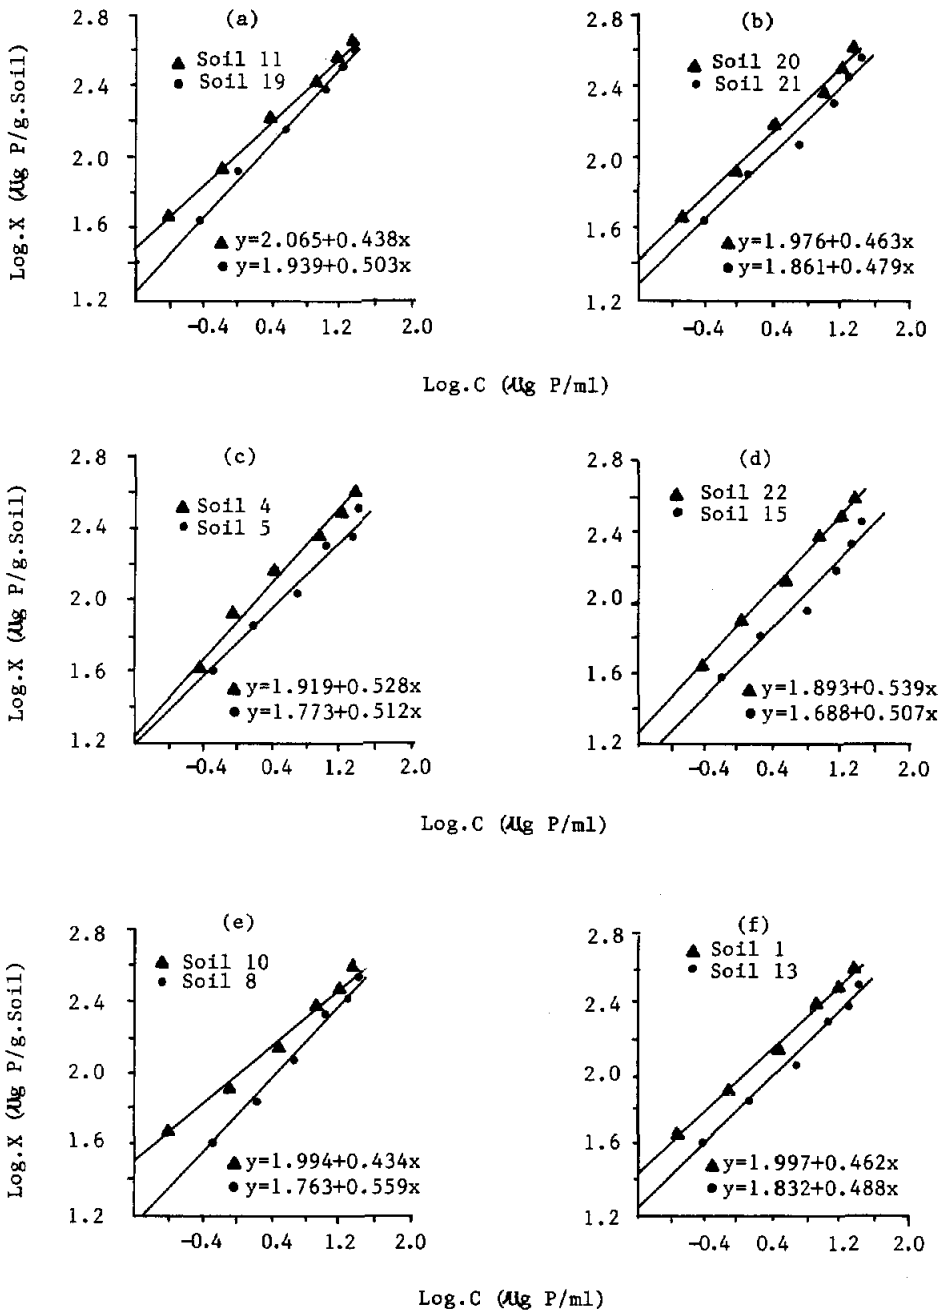 (a)
Log.X (µg P/g.Soil)
2.8
2.4
2.0
1.6
1.2
▲ Soil 11
● Soil 19
▲ y=2.065+0.438x
● y=1.939+0.503x
-0.4 0.4 1.2 2.0
(b)
2.8
2.4
2.0
1.6
1.2
▲ Soil 20
● Soil 21
▲ y=1.976+0.463x
● y=1.861+0.479x
-0.4 0.4 1.2 2.0
Log.C (µg P/ml)
(c)
Log.X (µg P/g.Soil)
2.8
2.4
2.0
1.6
1.2
▲ Soil 4
● Soil 5
▲ y=1.919+0.528x
● y=1.773+0.512x
-0.4 0.4 1.2 2.0
(d)
2.8
2.4
2.0
1.6
1.2
▲ Soil 22
● Soil 15
▲ y=1.893+0.539x
● y=1.688+0.507x
-0.4 0.4 1.2 2.0
Log.C (µg P/ml)
(e)
Log.X (µg P/g.Soil)
2.8
2.4
2.0
1.6
1.2
▲ Soil 10
● Soil 8
▲ y=1.994+0.434x
● y=1.763+0.559x
-0.4 0.4 1.2 2.0
(f)
2.8
2.4
2.0
1.6
1.2
▲ Soil 1
● Soil 13
▲ y=1.997+0.462x
● y=1.832+0.488x
-0.4 0.4 1.2 2.0
Log.C (µg P/ml)